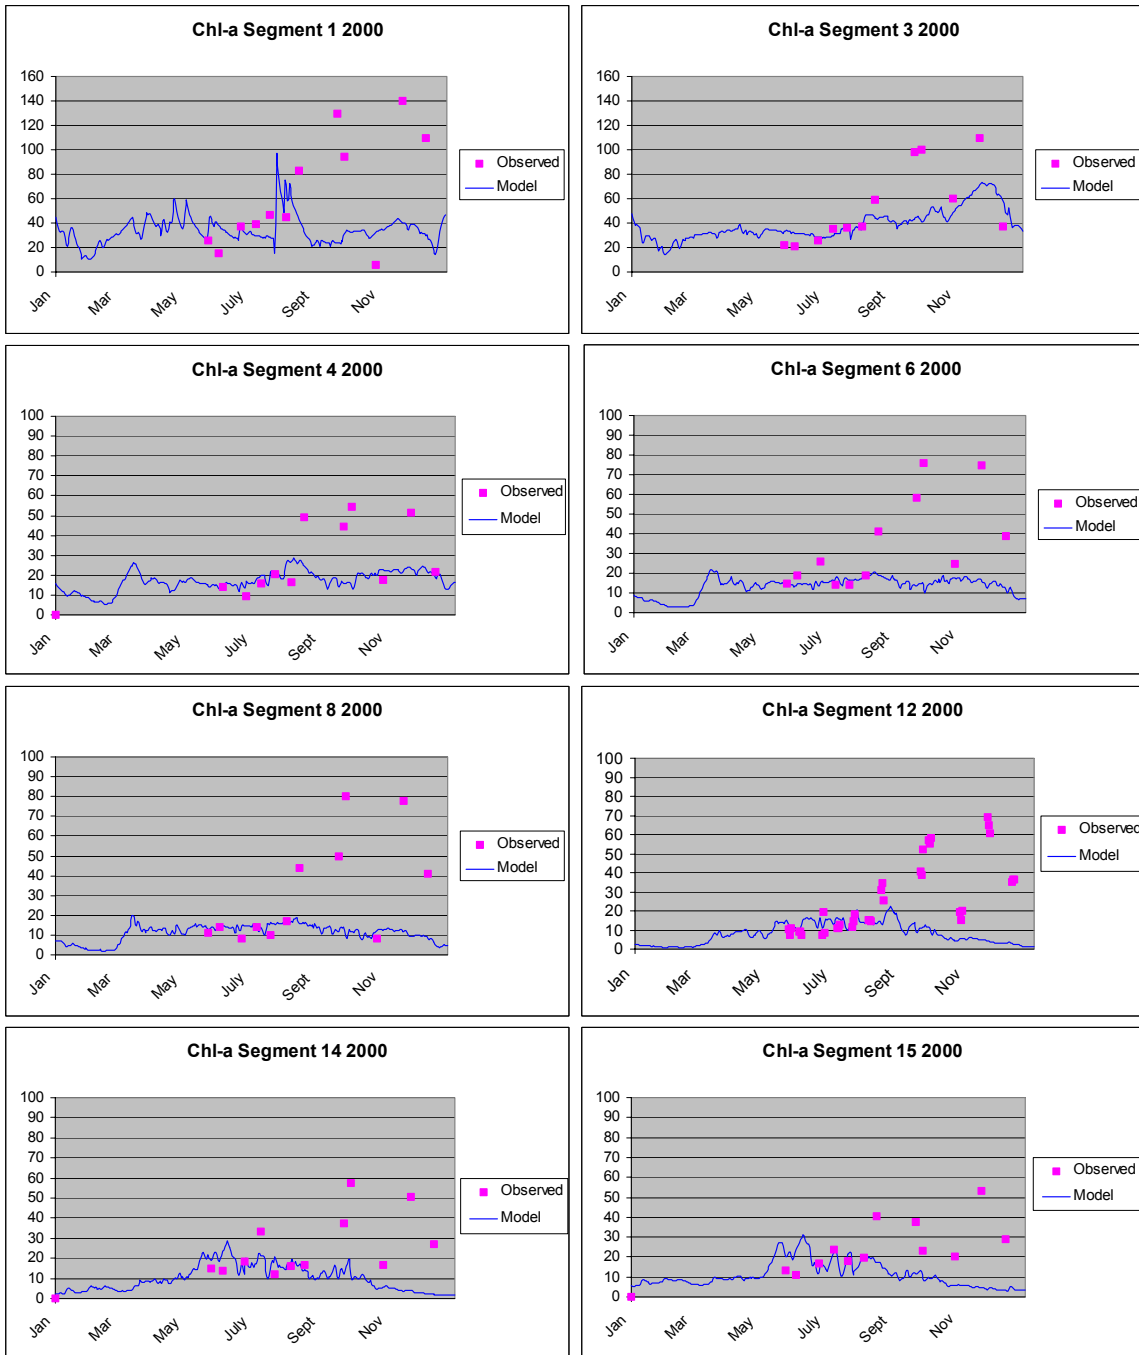 Chl-a Segment 1 2000
160
140
120
100
80
60
40
20
0
Jan
Mar
May
July
Sept
Nov
Observed
Model
Chl-a Segment 3 2000
160
140
120
100
80
60
40
20
0
Jan
Mar
May
July
Sept
Nov
Observed
Model
Chl-a Segment 4 2000
100
90
80
70
60
50
40
30
20
10
0
Jan
Mar
May
July
Sept
Nov
Observed
Model
Chl-a Segment 6 2000
100
90
80
70
60
50
40
30
20
10
0
Jan
Mar
May
July
Sept
Nov
Observed
Model
Chl-a Segment 8 2000
100
90
80
70
60
50
40
30
20
10
0
Jan
Mar
May
July
Sept
Nov
Observed
Model
Chl-a Segment 12 2000
100
90
80
70
60
50
40
30
20
10
0
Jan
Mar
May
July
Sept
Nov
Observed
Model
Chl-a Segment 14 2000
100
90
80
70
60
50
40
30
20
10
0
Jan
Mar
May
July
Sept
Nov
Observed
Model
Chl-a Segment 15 2000
100
90
80
70
60
50
40
30
20
10
0
Jan
Mar
May
July
Sept
Nov
Observed
Model